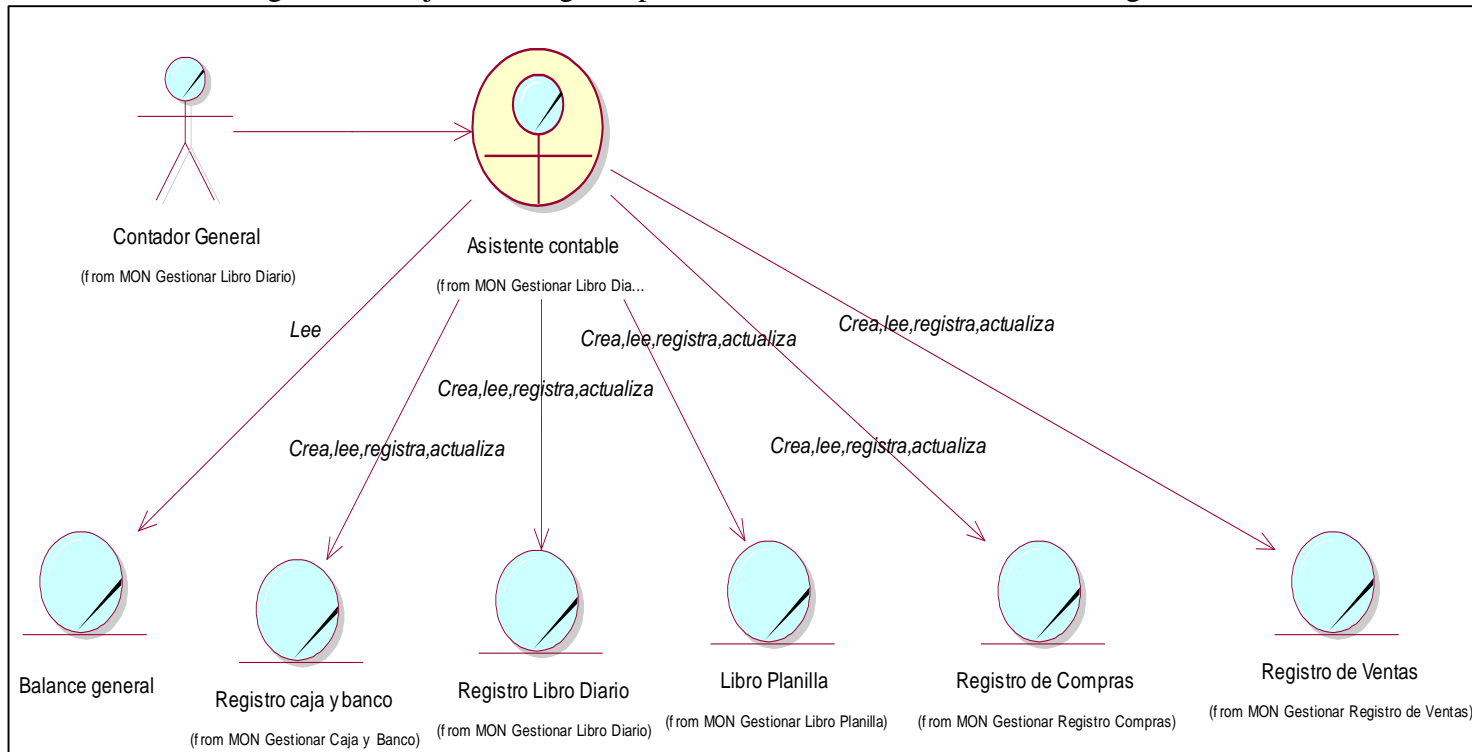 Contador General
(from MON Gestionar Libro Diario)
Asistente contable
(from MON Gestionar Libro Dia...
Lee
Crea,lee,registra,actualiza
Crea,lee,registra,actualiza
Crea,lee,registra,actualiza
Crea,lee,registra,actualiza
Crea,lee,registra,actualiza
Balance general
Registro caja y banco
(from MON Gestionar Caja y Banco)
Registro Libro Diario
(from MON Gestionar Libro Diario)
Libro Planilla
(from MON Gestionar Libro Planilla)
Registro de Compras
(from MON Gestionar Registro Compras)
Registro de Ventas
(from MON Gestionar Registro de Ventas)